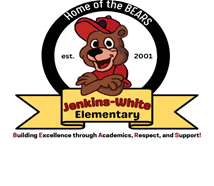 Home of the BEARS
est. 2001
Jenkins-White
Elementary
Building Excellence through Academics, Respect, and Support!